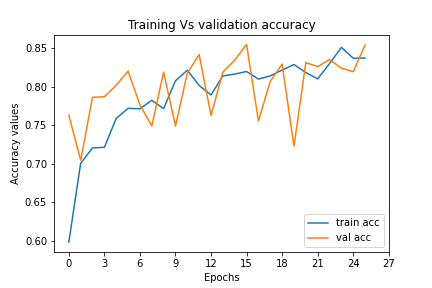 Training Vs validation accuracy
Accuracy values
0.85
0.80
0.75
0.70
0.65
0.60
train acc
val acc
0 3 6 9 12 15 18 21 24 27
Epochs